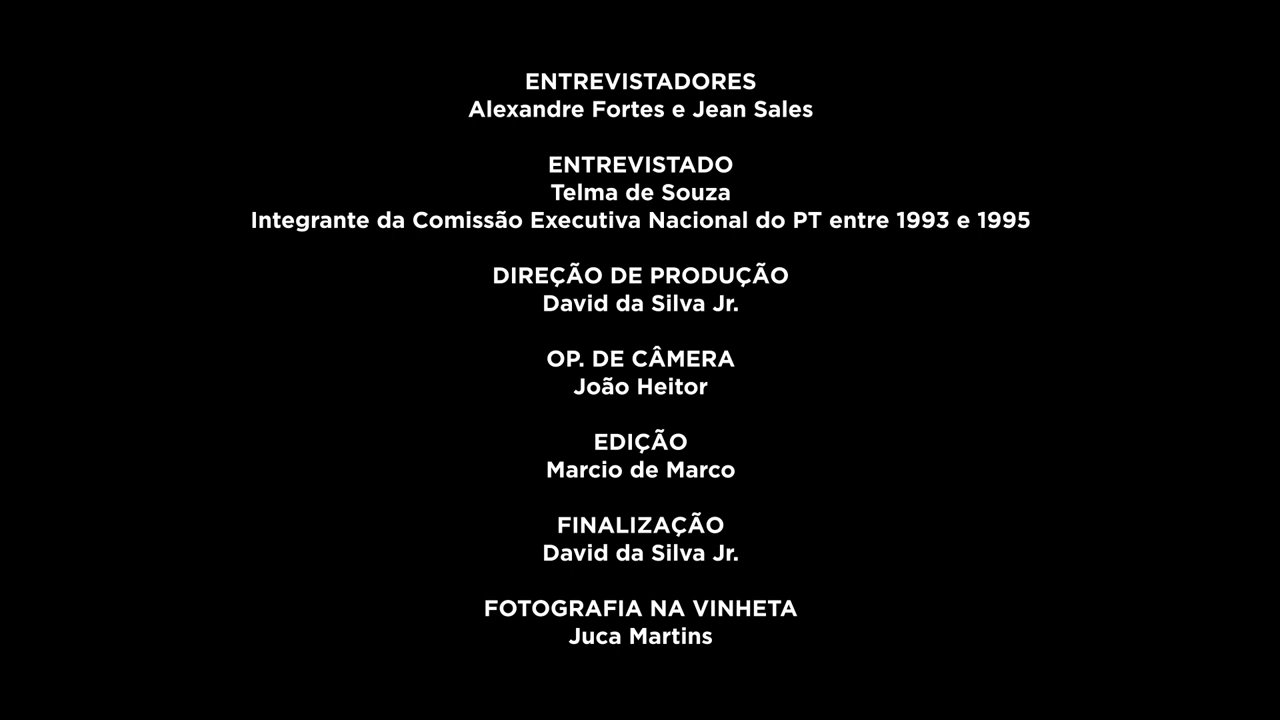 ENTREVISTADORES
Alexandre Fortes e Jean Sales
ENTREVISTADO
Telma de Souza
Integrante da Comissão Executiva Nacional do PT entre 1993 e 1995
DIREÇÃO DE PRODUÇÃO
David da Silva Jr.
OP. DE CÂMERA
João Heitor
EDIÇÃO
Marcio de Marco
FINALIZAÇÃO
David da Silva Jr.
FOTOGRAFIA NA VINHETA
Juca Martins